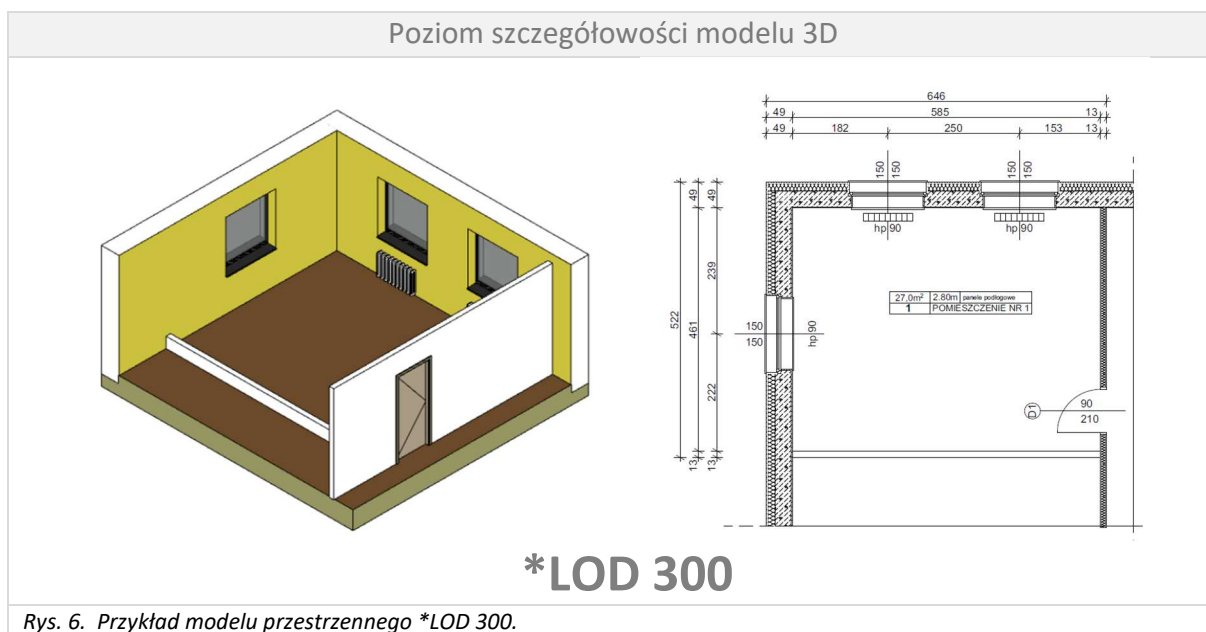 Poziom szczegółowości modelu 3D
646
49 585 13
49 182 250 153 13
150 150 150 150
49 49
hp 90 hp 90
239
27,0m² 2.80m panele podłogowe
1 POMIESZCZENIE NR 1
522 461
150 hp 90
150
222
D1 90
210
13 13
*LOD 300
Rys. 6. Przykład modelu przestrzennego *LOD 300.